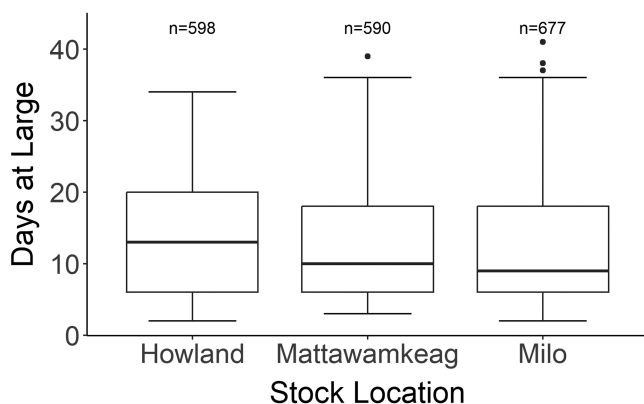 n=598 n=590 n=677
Days at Large
40
30
20
10
0
Howland Mattawamkeag Milo
Stock Location